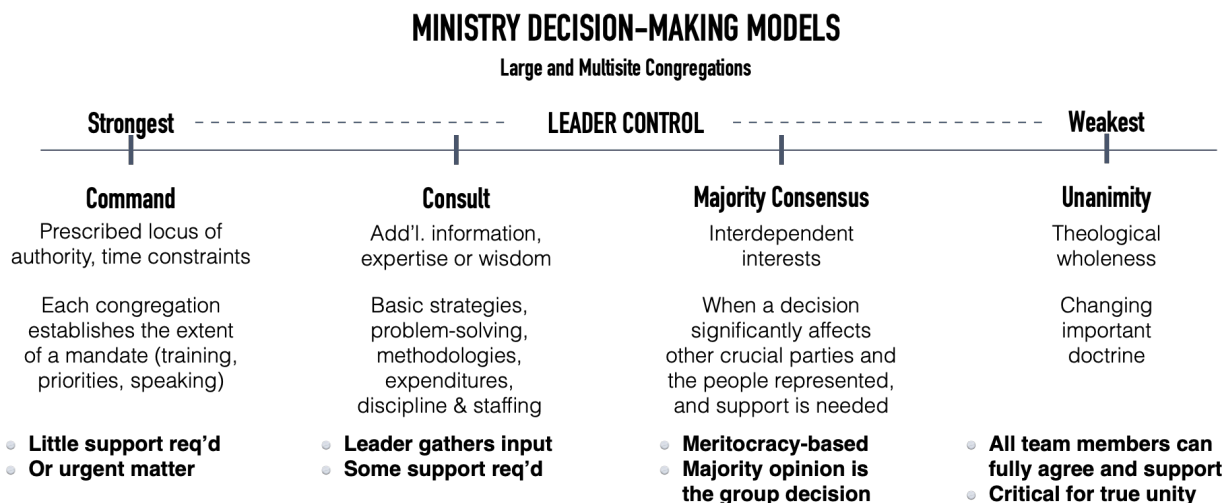 MINISTRY DECISION-MAKING MODELS
Large and Multisite Congregations
Strongest LEADER CONTROL Weakest
Command
Prescribed locus of
authority, time constraints
Each congregation
establishes the extent
of a mandate (training,
priorities, speaking)
Little support req’d
Or urgent matter
Consult
Add’l. information,
expertise or wisdom
Basic strategies,
problem-solving,
methodologies,
expenditures,
discipline & staffing
Leader gathers input
Some support req’d
Majority Consensus
Interdependent
interests
When a decision
significantly affects
other crucial parties and
the people represented,
and support is needed
Meritocracy-based
Majority opinion is
the group decision
Unanimity
Theological
wholeness
Changing
important
doctrine
All team members can
fully agree and support
Critical for true unity